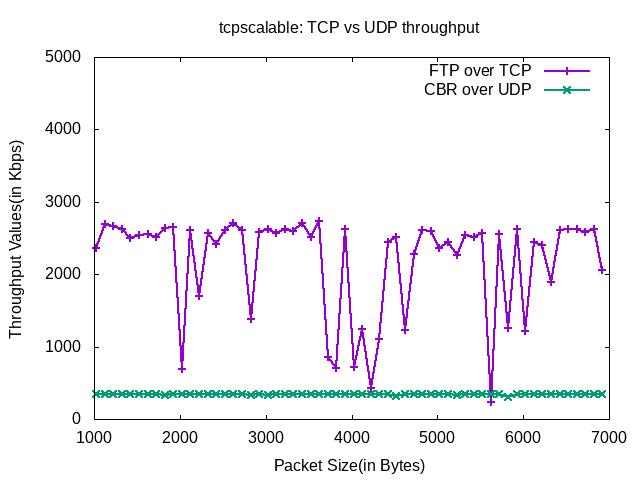 tcpscalable: TCP vs UDP throughput
5000
4000
3000
2000
1000
0
Throughput Values(in Kbps)
FTP over TCP
CBR over UDP
1000 2000 3000 4000 5000 6000 7000
Packet Size(in Bytes)